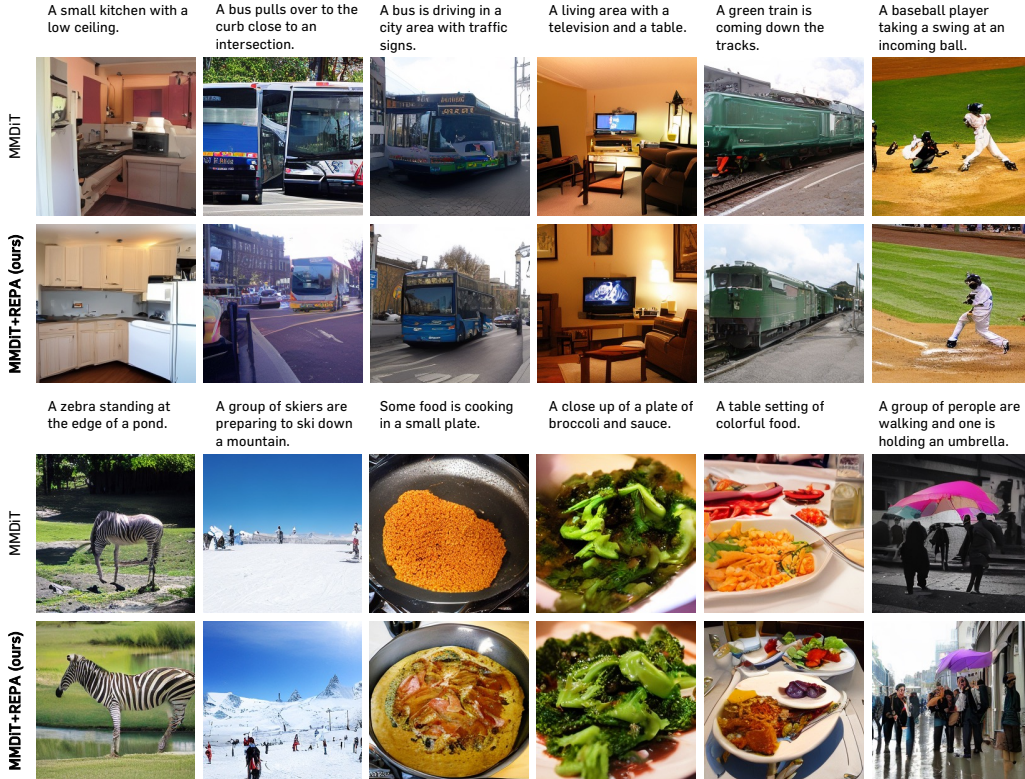 A small kitchen with a
low ceiling.
A bus pulls over to the
curb close to an
intersection.
A bus is driving in a
city area with traffic
signs.
A living area with a
television and a table.
A green train is
coming down the
tracks.
A baseball player
taking a swing at an
incoming ball.
MMDiT
MMDiT+REPA (ours)
A zebra standing at
the edge of a pond.
A group of skiers are
preparing to ski down
a mountain.
Some food is cooking
in a small plate.
A close up of a plate of
broccoli and sauce.
A table setting of
colorful food.
A group of perople are
walking and one is
holding an umbrella.
MMDiT
MMDiT+REPA (ours)